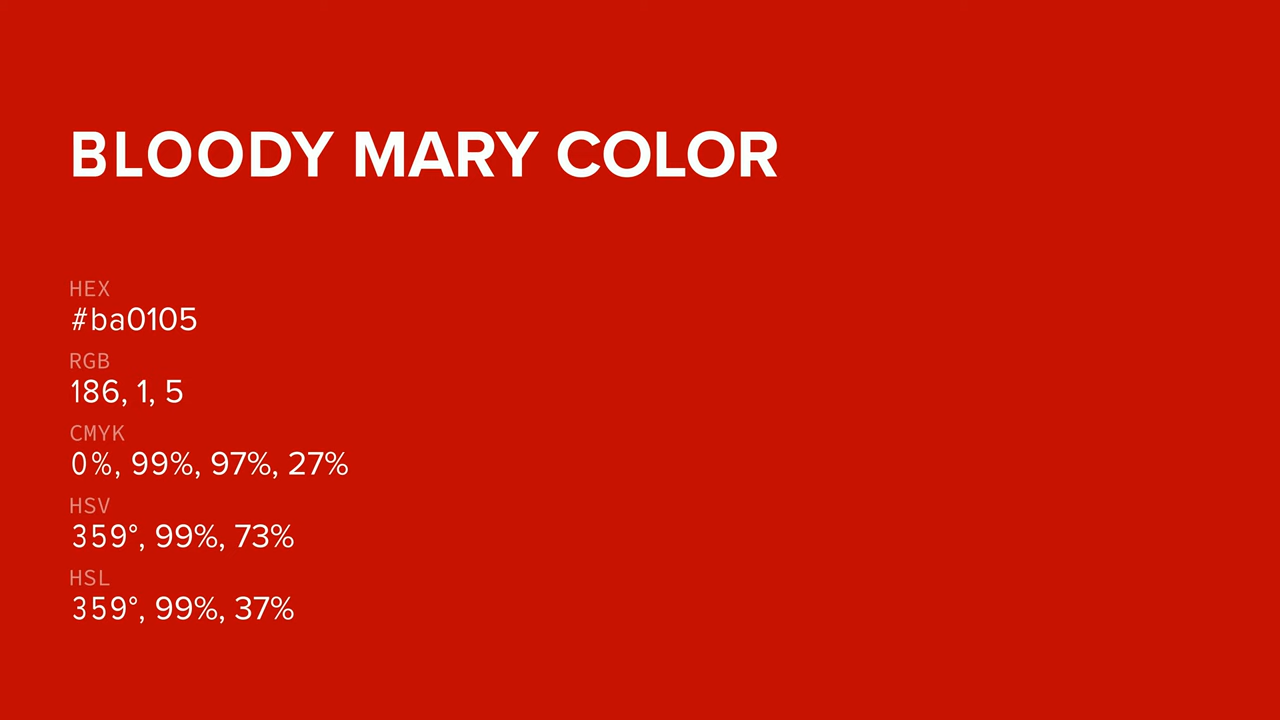 BLOODY MARY COLOR
HEX
#ba0105
RGB
186, 1, 5
CMYK
0%, 99%, 97%, 27%
HSV
359°, 99%, 73%
HSL
359°, 99%, 37%